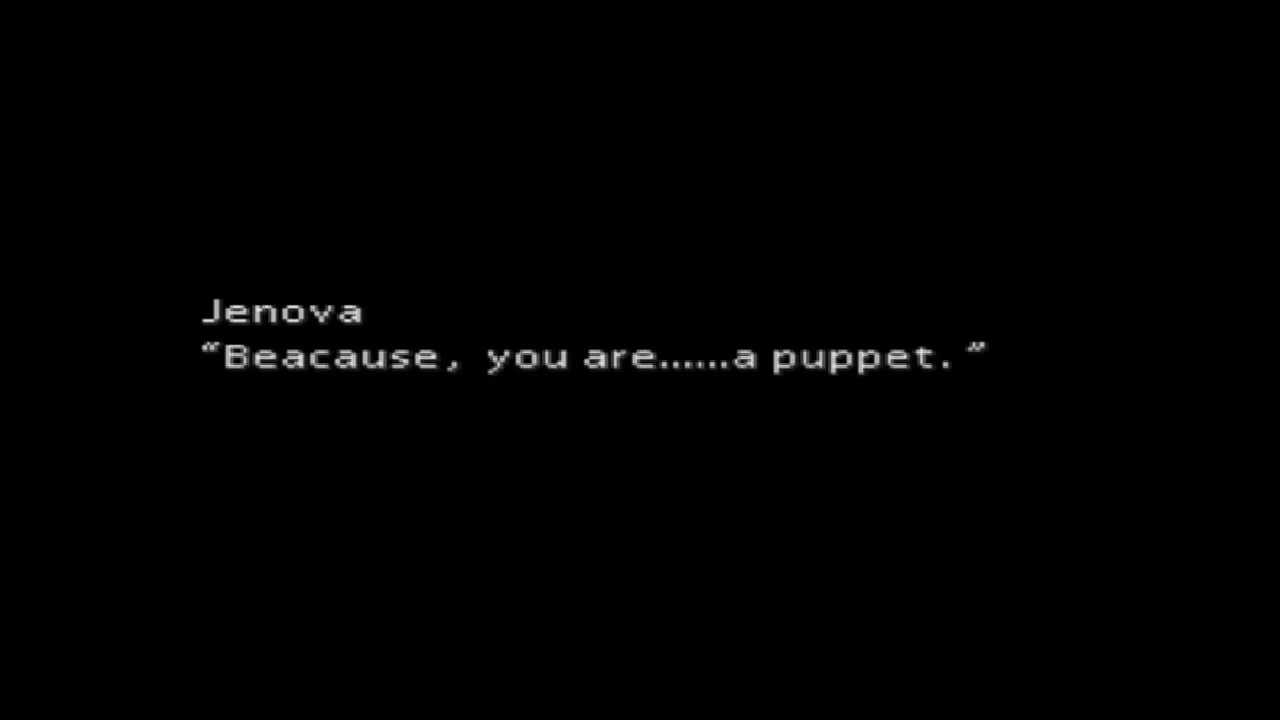 Jenova
“Beacause, you are......a puppet.”